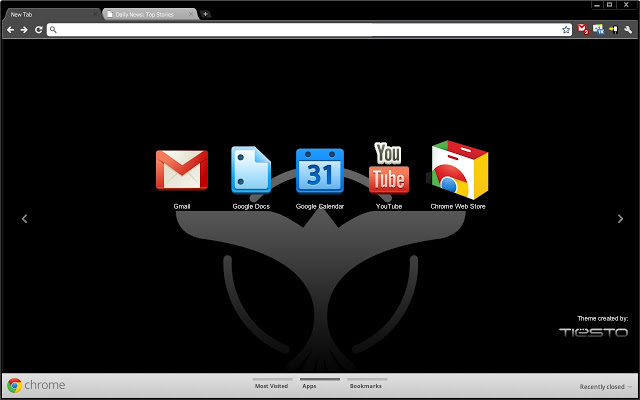 New Tab
Daily News: Top Stories
31
You
Tube
Gmail
Google Docs
Google Calendar
YouTube
Chrome Web Store
Theme created by:
TIËSTO
chrome
Most Visited
Apps
Bookmarks
Recently closed